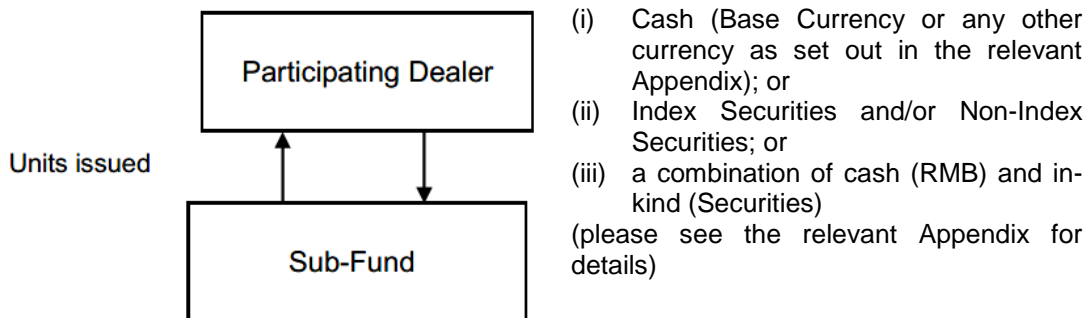 Participating Dealer
Units issued
Sub-Fund
(i) Cash (Base Currency or any other
currency as set out in the relevant
Appendix); or
(ii) Index Securities and/or Non-Index
Securities; or
(iii) a combination of cash (RMB) and in-
kind (Securities)
(please see the relevant Appendix for
details)